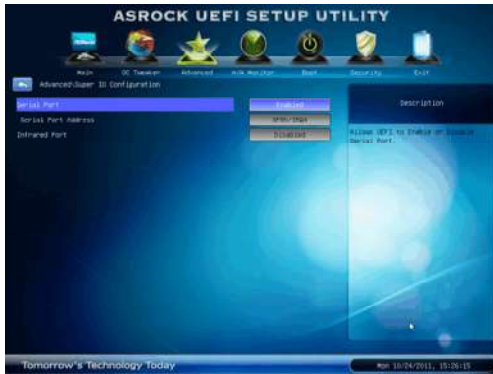 ASROCK UEFI SETUP UTILITY
Main OC Tweaker Advanced H/W Monitor Boot Security Exit
Advanced\Super IO Configuration
Serial Port Enabled
Serial Port Address 3F8h/IRQ4
Infrared Port Disabled
Description
Allows UEFI to Enable or Disable
Serial Port.
Tomorrow's Technology Today
Mon 10/24/2011, 15:26:15